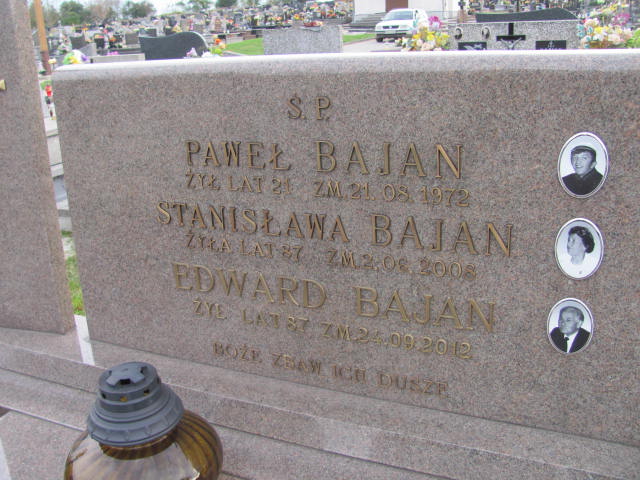 Ś.P.
PAWEŁ BAJAN
ŻYŁ LAT 21 ZM.21.08.1972
STANISŁAWA BAJAN
ŻYŁA LAT 87 ZM.2.06.2008
EDWARD BAJAN
ŻYŁ LAT 87 ZM.24.09.2012
BOŻE ZBAW ICH DUSZE